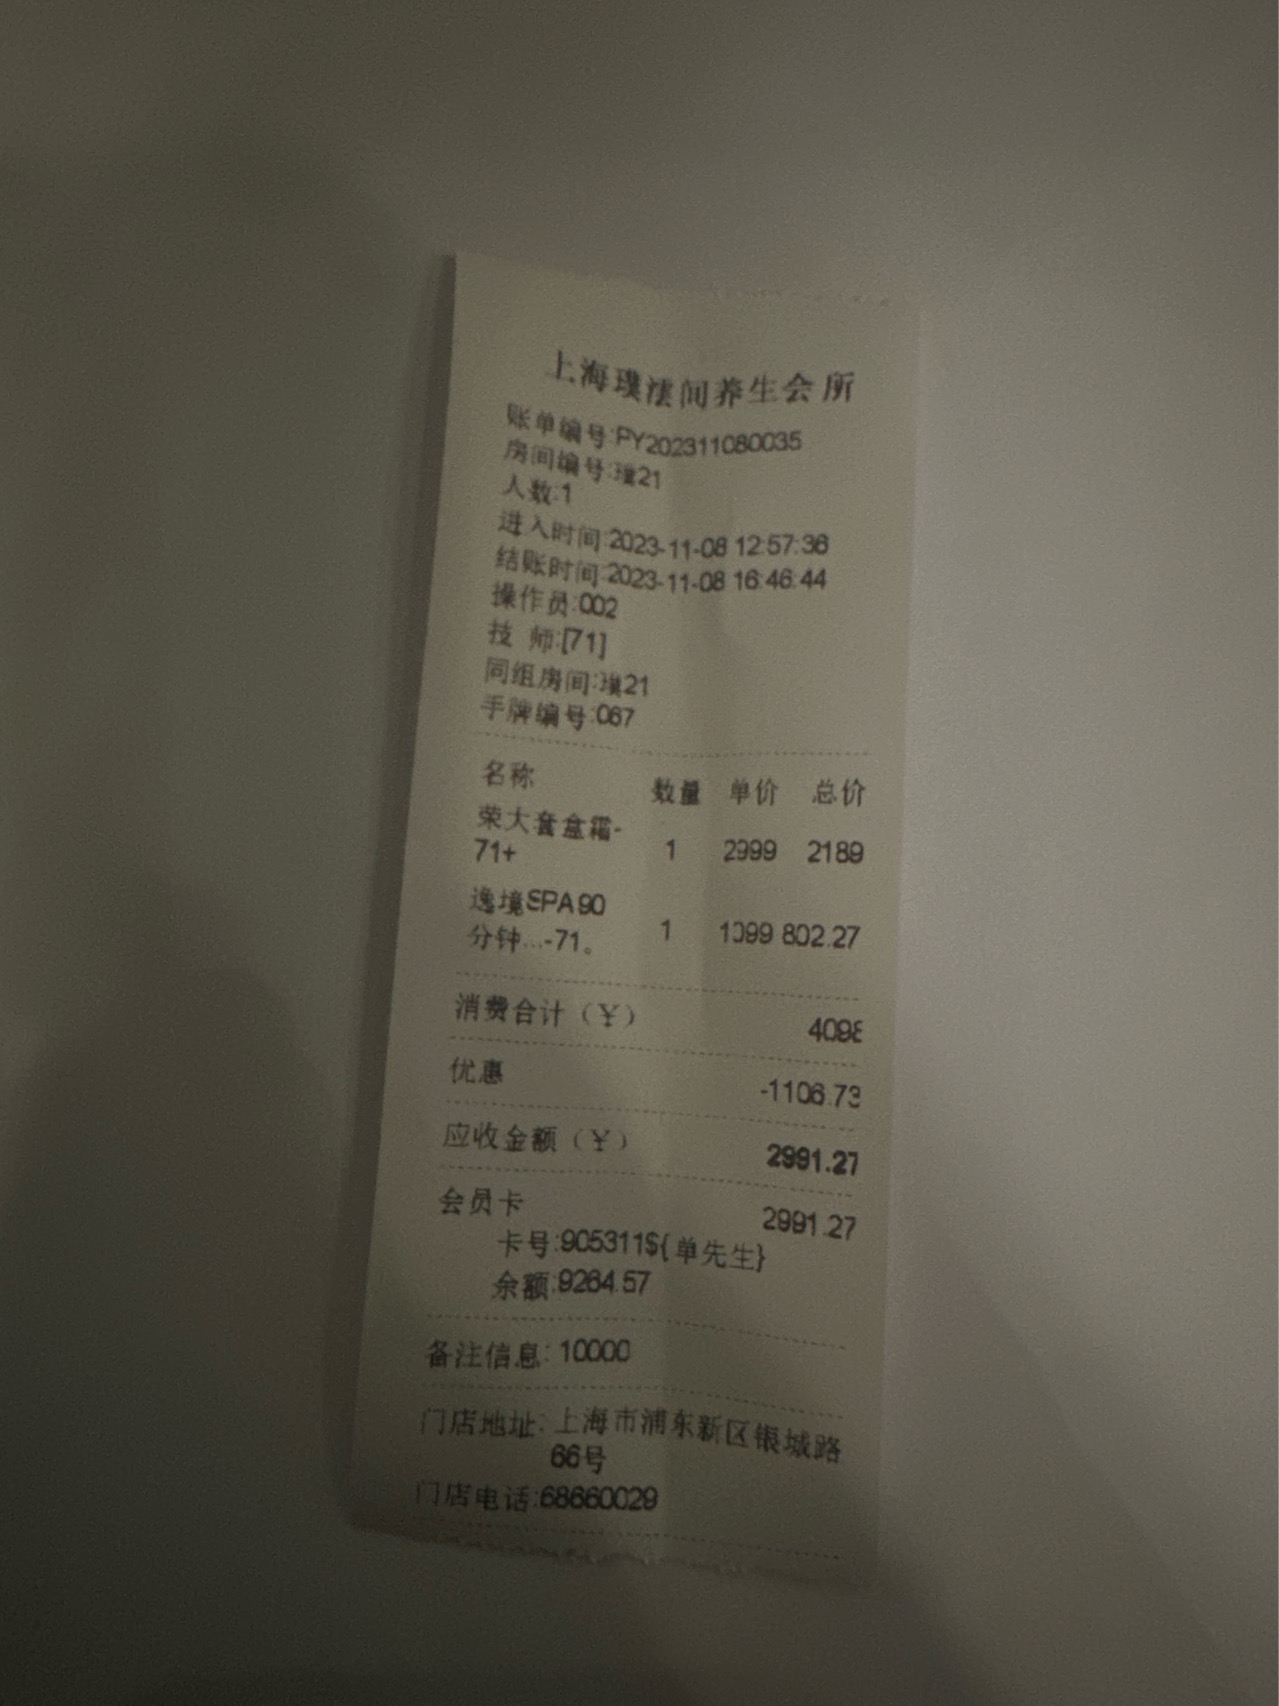 上海璞澐间养生会所
账单编号:PY202311080035
房间编号:璞21
人数:1
进入时间:2023-11-08 12:57:36
结账时间:2023-11-08 16:46:44
操作员:002
技 师:[71]
同组房间:璞21
手牌编号:067
名称 数量 单价 总价
荣大套盒霜-
71+ 1 2999 2189
逸境SPA90
分钟...-71。 1 1099 802.27
消费合计（￥） 4098
优惠 -1106.73
应收金额（￥） 2991.27
会员卡 2991.27
卡号:905311${单先生}
余额:9264.57
备注信息: 10000
门店地址: 上海市浦东新区银城路
66号
门店电话:68660029